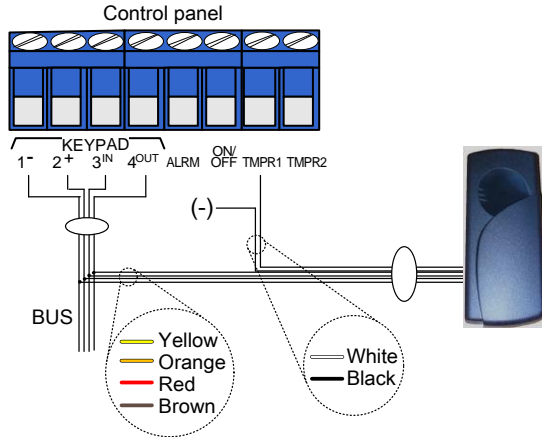 Control panel
KEYPAD
1- 2+ 3IN 4OUT ALRM ON/
OFF TMPR1 TMPR2
(-)
BUS
Yellow
Orange
Red
Brown
White
Black